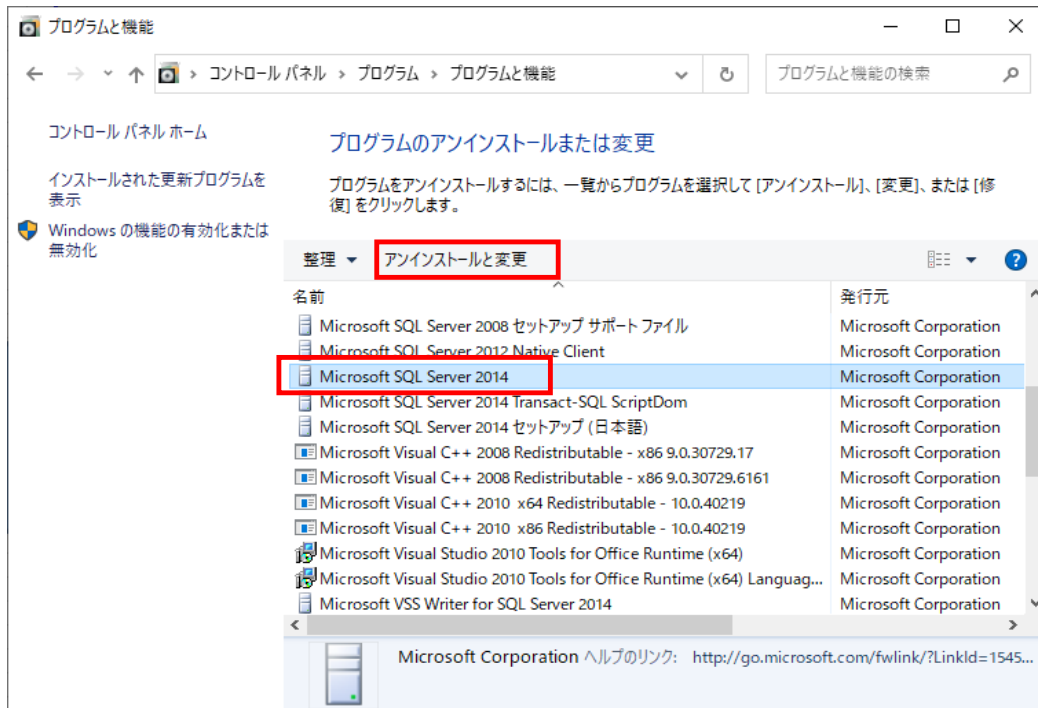 プログラムと機能
コントロール パネル › プログラム › プログラムと機能
プログラムと機能の検索
コントロール パネル ホーム
インストールされた更新プログラムを
表示
Windows の機能の有効化または
無効化
プログラムのアンインストールまたは変更
プログラムをアンインストールするには、一覧からプログラムを選択して [アンインストール]、[変更]、または [修
復] をクリックします。
整理 アンインストールと変更
名前 発行元
Microsoft SQL Server 2008 セットアップ サポート ファイル Microsoft Corporation
Microsoft SQL Server 2012 Native Client Microsoft Corporation
Microsoft SQL Server 2014 Microsoft Corporation
Microsoft SQL Server 2014 Transact-SQL ScriptDom Microsoft Corporation
Microsoft SQL Server 2014 セットアップ (日本語) Microsoft Corporation
Microsoft Visual C++ 2008 Redistributable - x86 9.0.30729.17 Microsoft Corporation
Microsoft Visual C++ 2008 Redistributable - x86 9.0.30729.6161 Microsoft Corporation
Microsoft Visual C++ 2010  x64 Redistributable - 10.0.40219 Microsoft Corporation
Microsoft Visual C++ 2010  x86 Redistributable - 10.0.40219 Microsoft Corporation
Microsoft Visual Studio 2010 Tools for Office Runtime (x64) Microsoft Corporation
Microsoft Visual Studio 2010 Tools for Office Runtime (x64) Languag... Microsoft Corporation
Microsoft VSS Writer for SQL Server 2014 Microsoft Corporation
Microsoft Corporation ヘルプのリンク: http://go.microsoft.com/fwlink/?LinkId=1545...